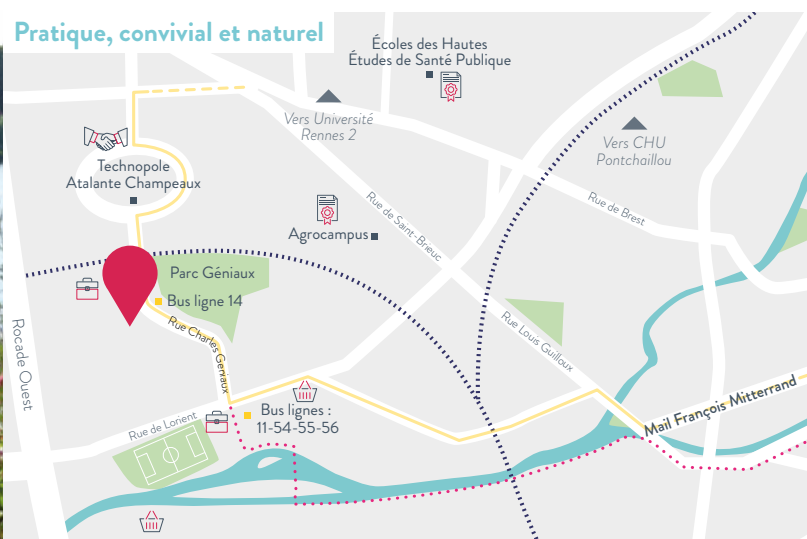 Pratique, convivial et naturel
Écoles des Hautes
Études de Santé Publique
Vers Université
Rennes 2
Vers CHU
Pontchaillou
Technopole
Atalante Champeaux
Rue de Brest
Rue de Saint-Brieuc
Agrocampus
Parc Géniaux
Bus ligne 14
Rue Charles Geniaux
Rocade Ouest
Rue Louis Guilloux
Mail François Mitterrand
Rue de Lorient
Bus lignes :
11-54-55-56